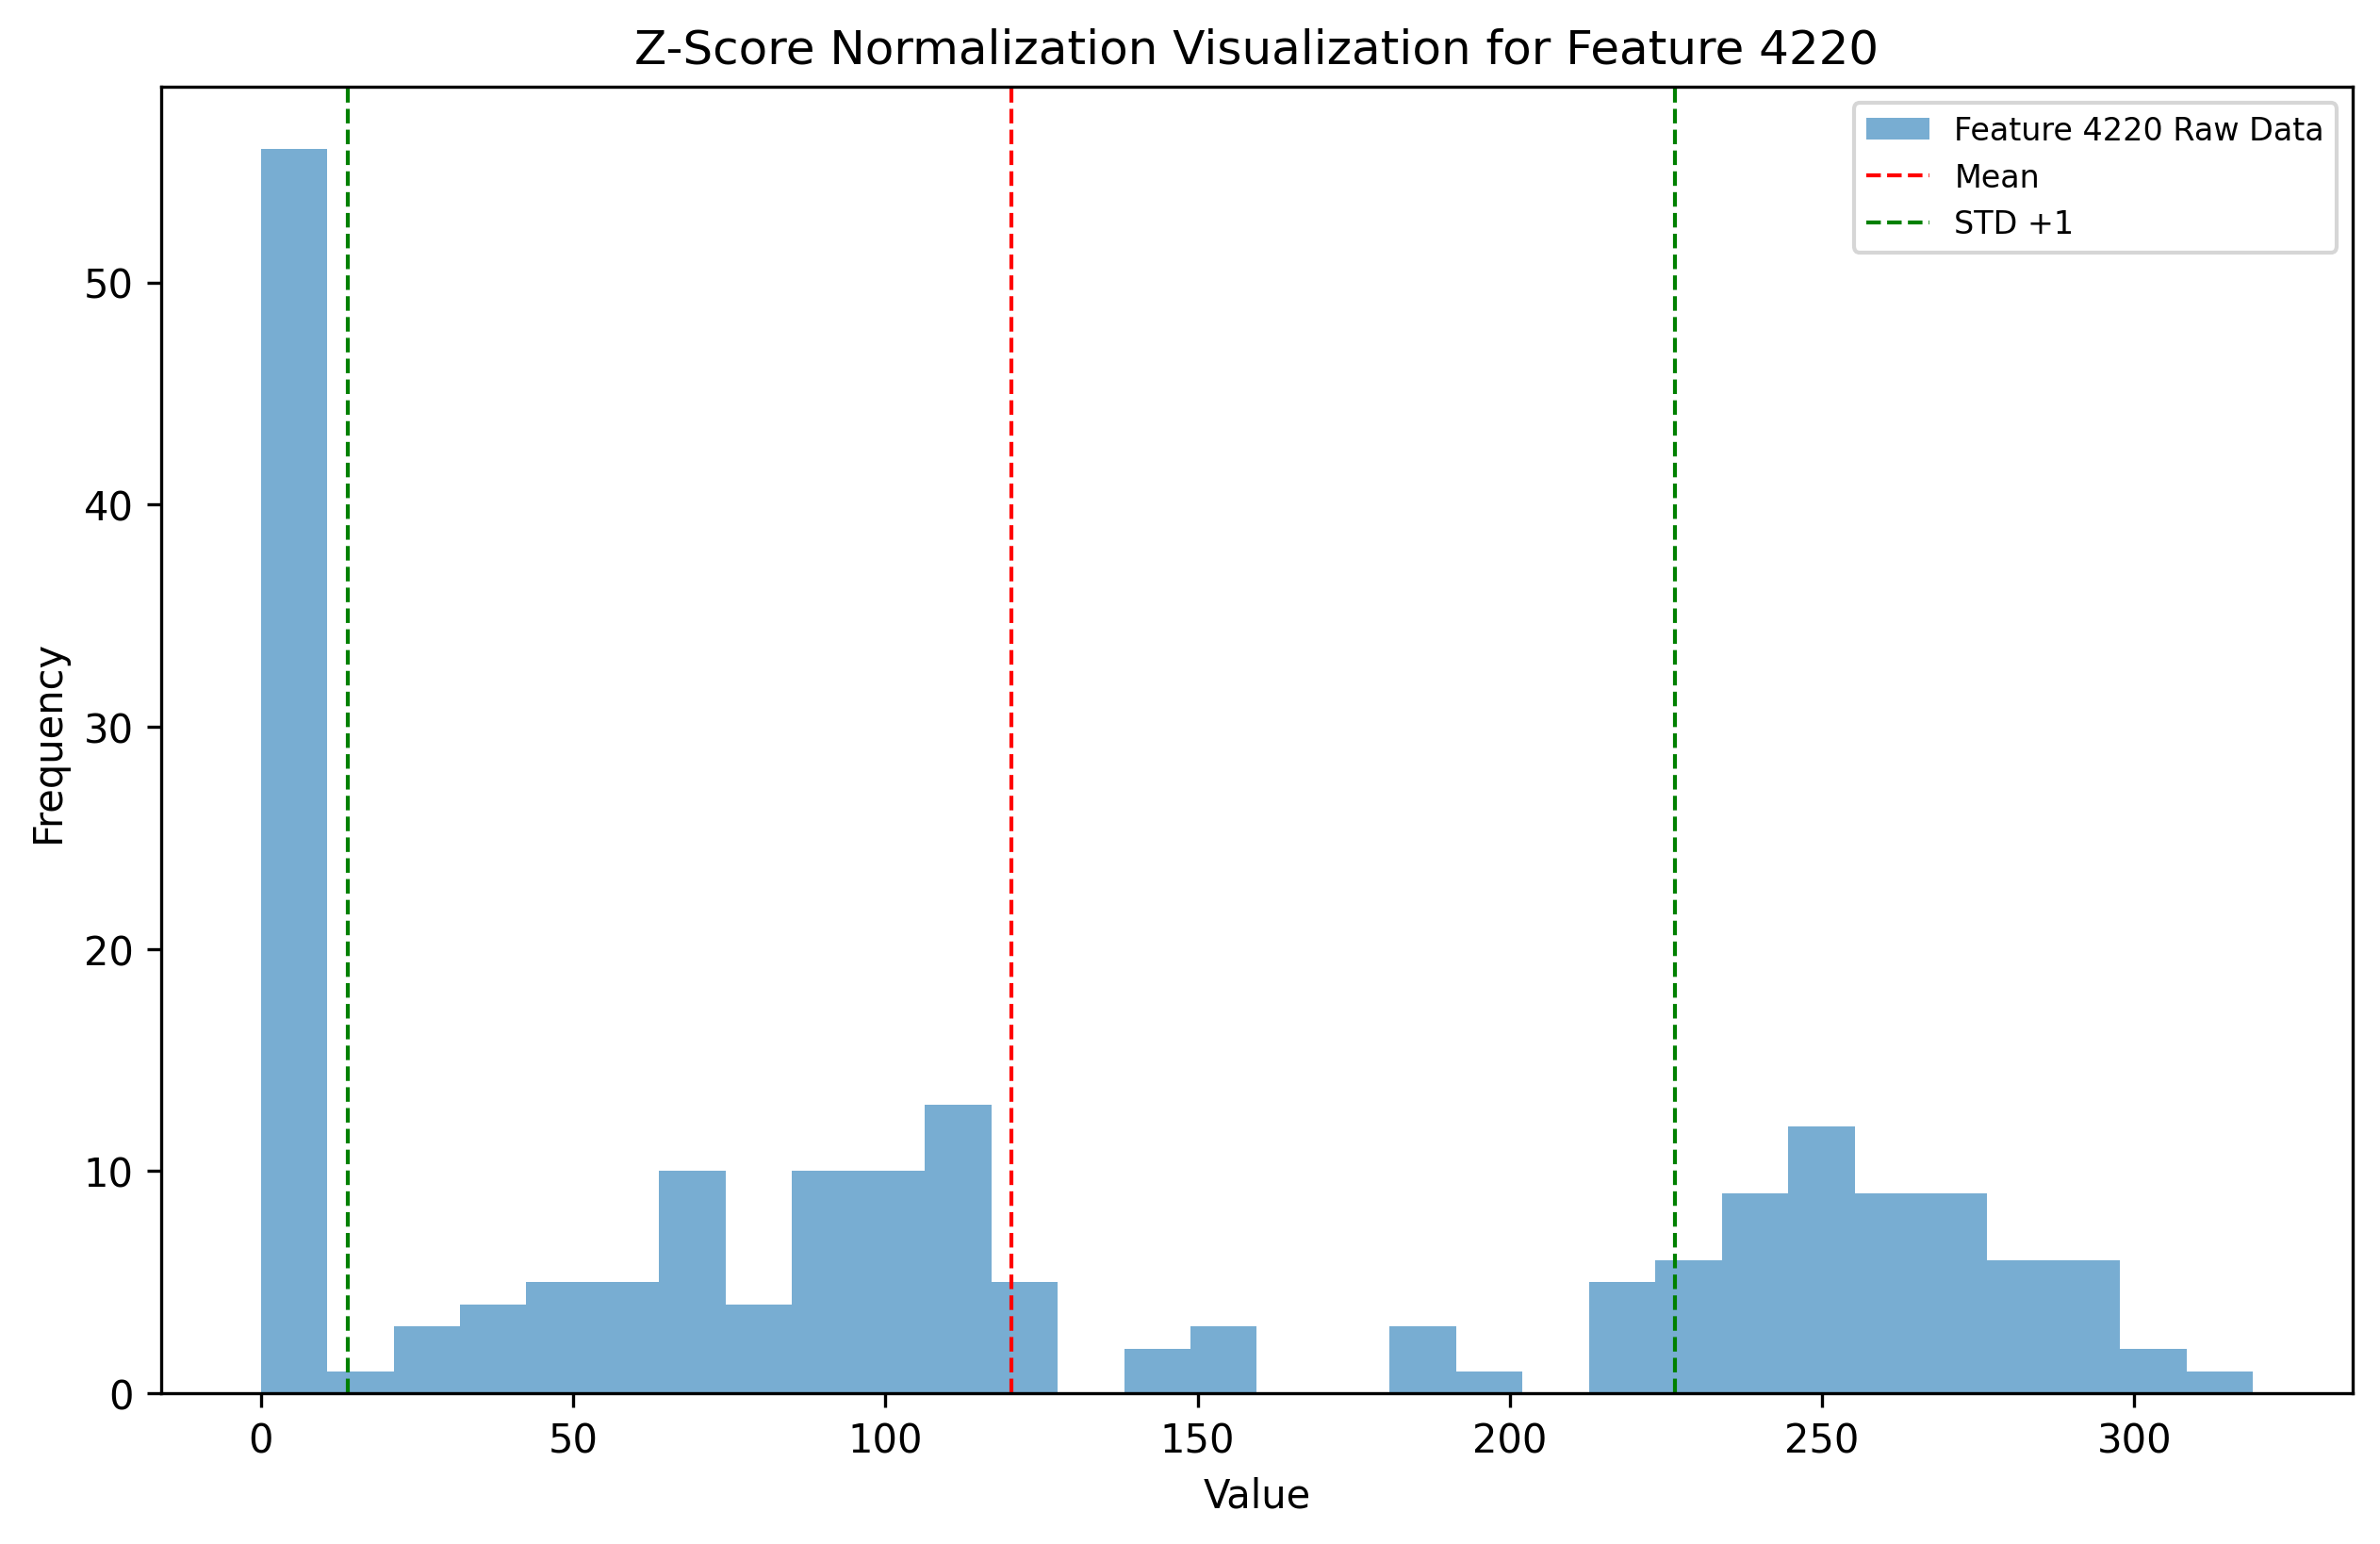 Z-Score Normalization Visualization for Feature 4220
Feature 4220 Raw Data
Mean
STD +1
Frequency
50
40
30
20
10
0
0 50 100 150 200 250 300
Value